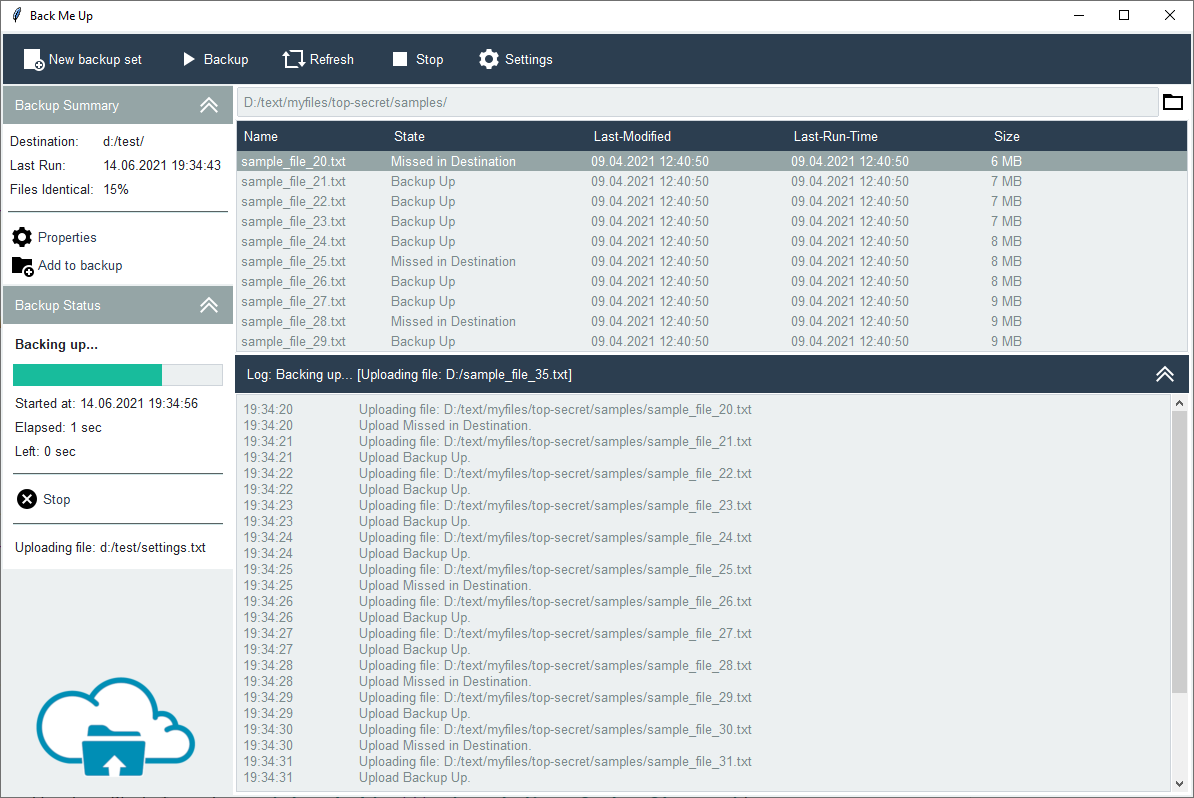 Back Me Up
New backup set Backup Refresh Stop Settings
Backup Summary
Destination: d:/test/
Last Run: 14.06.2021 19:34:43
Files Identical: 15%
Properties
Add to backup
Backup Status
Backing up...
Started at: 14.06.2021 19:34:56
Elapsed: 1 sec
Left: 0 sec
Stop
Uploading file: d:/test/settings.txt
D:/text/myfiles/top-secret/samples/
Name State Last-Modified Last-Run-Time Size
sample_file_20.txt Missed in Destination 09.04.2021 12:40:50 09.04.2021 12:40:50 6 MB
sample_file_21.txt Backup Up 09.04.2021 12:40:50 09.04.2021 12:40:50 7 MB
sample_file_22.txt Backup Up 09.04.2021 12:40:50 09.04.2021 12:40:50 7 MB
sample_file_23.txt Backup Up 09.04.2021 12:40:50 09.04.2021 12:40:50 7 MB
sample_file_24.txt Backup Up 09.04.2021 12:40:50 09.04.2021 12:40:50 8 MB
sample_file_25.txt Missed in Destination 09.04.2021 12:40:50 09.04.2021 12:40:50 8 MB
sample_file_26.txt Backup Up 09.04.2021 12:40:50 09.04.2021 12:40:50 8 MB
sample_file_27.txt Backup Up 09.04.2021 12:40:50 09.04.2021 12:40:50 9 MB
sample_file_28.txt Missed in Destination 09.04.2021 12:40:50 09.04.2021 12:40:50 9 MB
sample_file_29.txt Backup Up 09.04.2021 12:40:50 09.04.2021 12:40:50 9 MB
Log: Backing up... [Uploading file: D:/sample_file_35.txt]
19:34:20 Uploading file: D:/text/myfiles/top-secret/samples/sample_file_20.txt
19:34:20 Upload Missed in Destination.
19:34:21 Uploading file: D:/text/myfiles/top-secret/samples/sample_file_21.txt
19:34:21 Upload Backup Up.
19:34:22 Uploading file: D:/text/myfiles/top-secret/samples/sample_file_22.txt
19:34:22 Upload Backup Up.
19:34:23 Uploading file: D:/text/myfiles/top-secret/samples/sample_file_23.txt
19:34:23 Upload Backup Up.
19:34:24 Uploading file: D:/text/myfiles/top-secret/samples/sample_file_24.txt
19:34:24 Upload Backup Up.
19:34:25 Uploading file: D:/text/myfiles/top-secret/samples/sample_file_25.txt
19:34:25 Upload Missed in Destination.
19:34:26 Uploading file: D:/text/myfiles/top-secret/samples/sample_file_26.txt
19:34:26 Upload Backup Up.
19:34:27 Uploading file: D:/text/myfiles/top-secret/samples/sample_file_27.txt
19:34:27 Upload Backup Up.
19:34:28 Uploading file: D:/text/myfiles/top-secret/samples/sample_file_28.txt
19:34:28 Upload Missed in Destination.
19:34:29 Uploading file: D:/text/myfiles/top-secret/samples/sample_file_29.txt
19:34:29 Upload Backup Up.
19:34:30 Uploading file: D:/text/myfiles/top-secret/samples/sample_file_30.txt
19:34:30 Upload Missed in Destination.
19:34:31 Uploading file: D:/text/myfiles/top-secret/samples/sample_file_31.txt
19:34:31 Upload Backup Up.